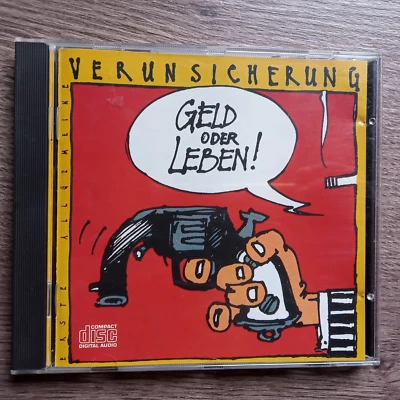 VERUNSICHERUNG
ERSTE ALLGEMEINE
GELD
ODER
LEBEN!
COMPACT
disc
DIGITAL AUDIO